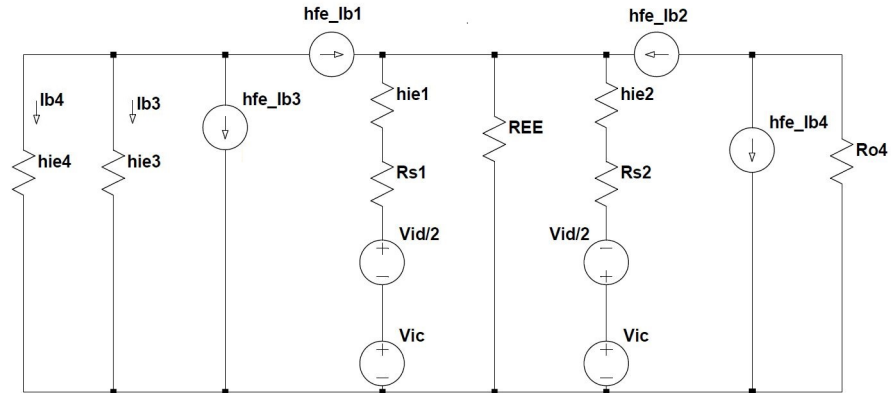 hfe_Ib1
hfe_Ib2
Ib4
Ib3
hfe_Ib3
hie1
hie2
REE
hfe_Ib4
hie4
hie3
Rs1
Rs2
Ro4
Vid/2
Vid/2
Vic
Vic